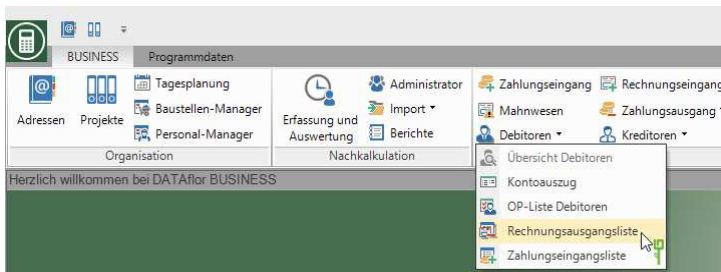 BUSINESS Programmdaten
Adressen
Projekte
Tagesplanung
Baustellen-Manager
Personal-Manager
Organisation
Erfassung und
Auswertung
Administrator
Import
Berichte
Nachkalkulation
Zahlungseingang
Mahnwesen
Debitoren
Rechnungseingang
Zahlungsausgang
Kreditoren
Herzlich willkommen bei DATAflor BUSINESS
Übersicht Debitoren
Kontoauszug
OP-Liste Debitoren
Rechnungsausgangsliste
Zahlungseingangsliste